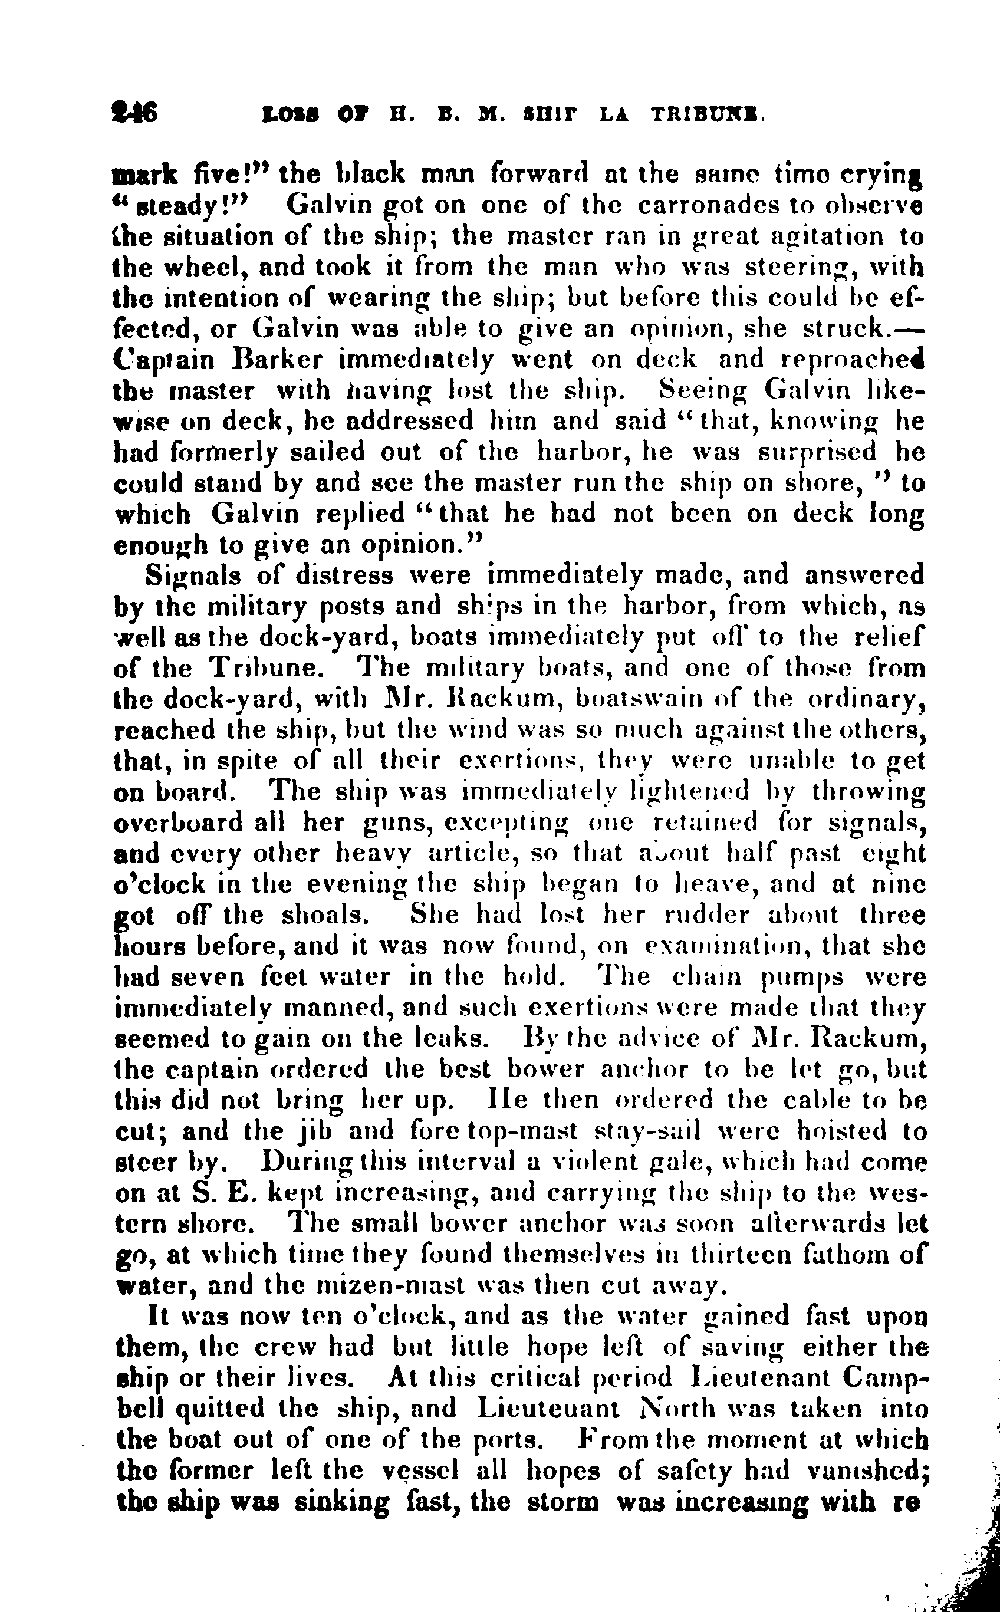 246 LOSS OF H. B. M. SHIP LA TRIBUNE.
mark five!" the black man forward at the same time crying
"steady!" Galvin got on one of the carronades to observe
the situation of the ship; the master ran in great agitation to
the wheel, and took it from the man who was steering, with
the intention of wearing the ship; but before this could be ef-
fected, or Galvin was able to give an opinion, she struck.—
Captain Barker immediately went on deck and reproached
the master with having lost the ship. Seeing Galvin like-
wise on deck, he addressed him and said "that, knowing he
had formerly sailed out of the harbor, he was surprised he
could stand by and see the master run the ship on shore," to
which Galvin replied "that he had not been on deck long
enough to give an opinion."
Signals of distress were immediately made, and answered
by the military posts and ships in the harbor, from which, as
well as the dock-yard, boats immediately put off to the relief
of the Tribune. The military boats, and one of those from
the dock-yard, with Mr. Rackum, boatswain of the ordinary,
reached the ship, but the wind was so much against the others,
that, in spite of all their exertions, they were unable to get
on board. The ship was immediately lightened by throwing
overboard all her guns, excepting one retained for signals,
and every other heavy article, so that about half past eight
o'clock in the evening the ship began to heave, and at nine
got off the shoals. She had lost her rudder about three
hours before, and it was now found, on examination, that she
had seven feet water in the hold. The chain pumps were
immediately manned, and such exertions were made that they
seemed to gain on the leaks. By the advice of Mr. Rackum,
the captain ordered the best bower anchor to be let go, but
this did not bring her up. He then ordered the cable to be
cut; and the jib and fore top-mast stay-sail were hoisted to
steer by. During this interval a violent gale, which had come
on at S. E. kept increasing, and carrying the ship to the wes-
tern shore. The small bower anchor was soon afterwards let
go, at which time they found themselves in thirteen fathom of
water, and the mizen-mast was then cut away.
It was now ten o'clock, and as the water gained fast upon
them, the crew had but little hope left of saving either the
ship or their lives. At this critical period Lieutenant Camp-
bell quitted the ship, and Lieuteuant North was taken into
the boat out of one of the ports. From the moment at which
the former left the vessel all hopes of safety had vanished;
the ship was sinking fast, the storm was increasing with re